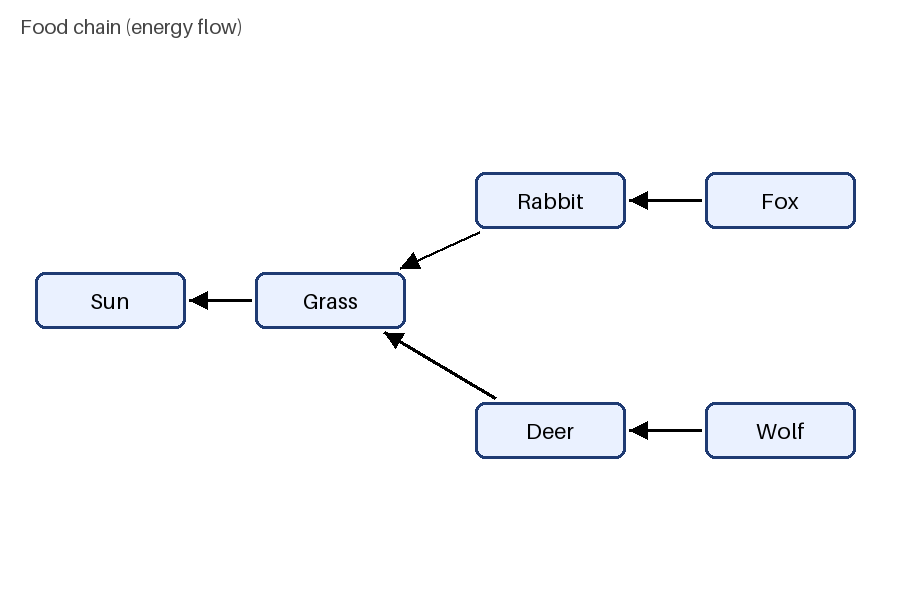 Food chain (energy flow)
Rabbit
Fox
Sun
Grass
Deer
Wolf